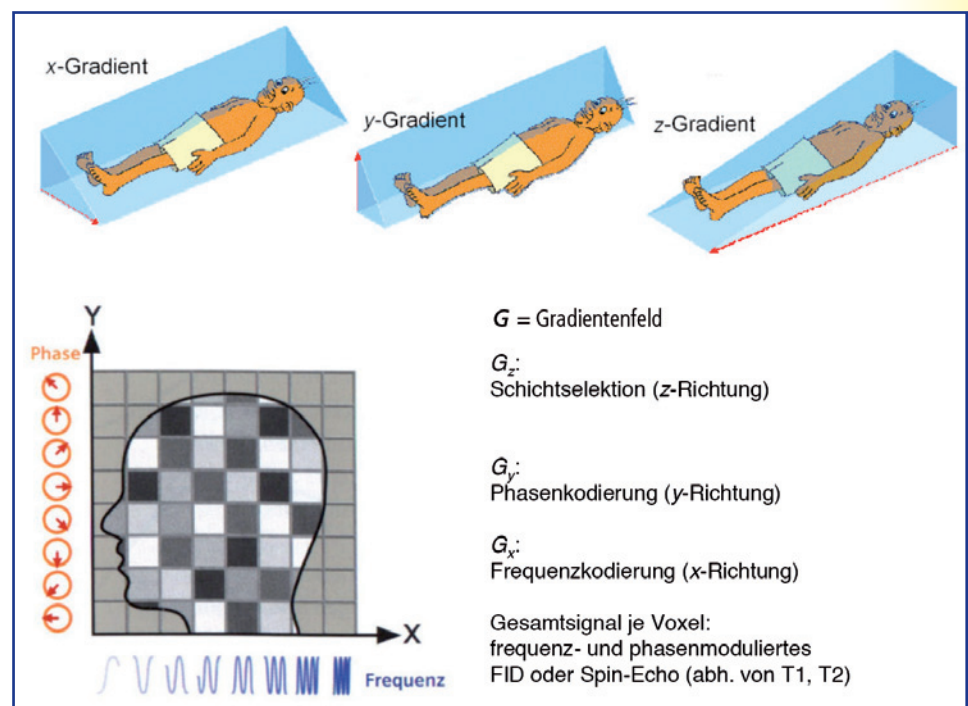 x-Gradient
y-Gradient
z-Gradient
Y
Phase
X
Frequenz
G = Gradientenfeld
Gz:
Schichtselektion (z-Richtung)
Gy:
Phasenkodierung (y-Richtung)
Gx:
Frequenzkodierung (x-Richtung)
Gesamtsignal je Voxel:
frequenz- und phasenmoduliertes
FID oder Spin-Echo (abh. von T1, T2)